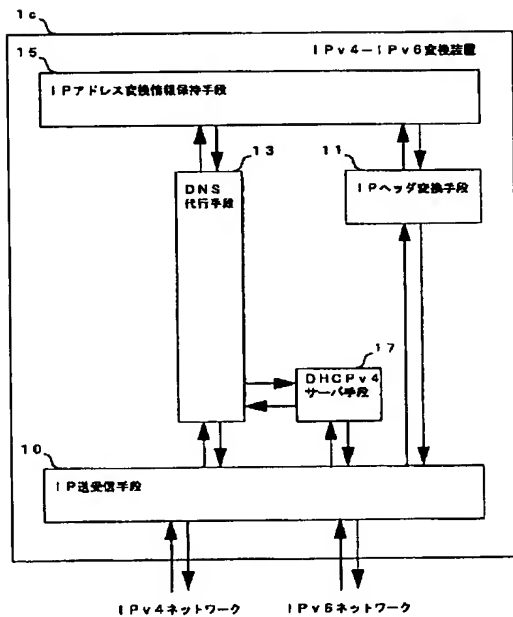 1c
15
IPv4-IPv6変換装置
IPアドレス変換情報保持手段
13
11
DNS
代行手段
IPヘッダ変換手段
17
DHCPv4
サーバ手段
10
IP送受信手段
IPv4ネットワーク
IPv6ネットワーク